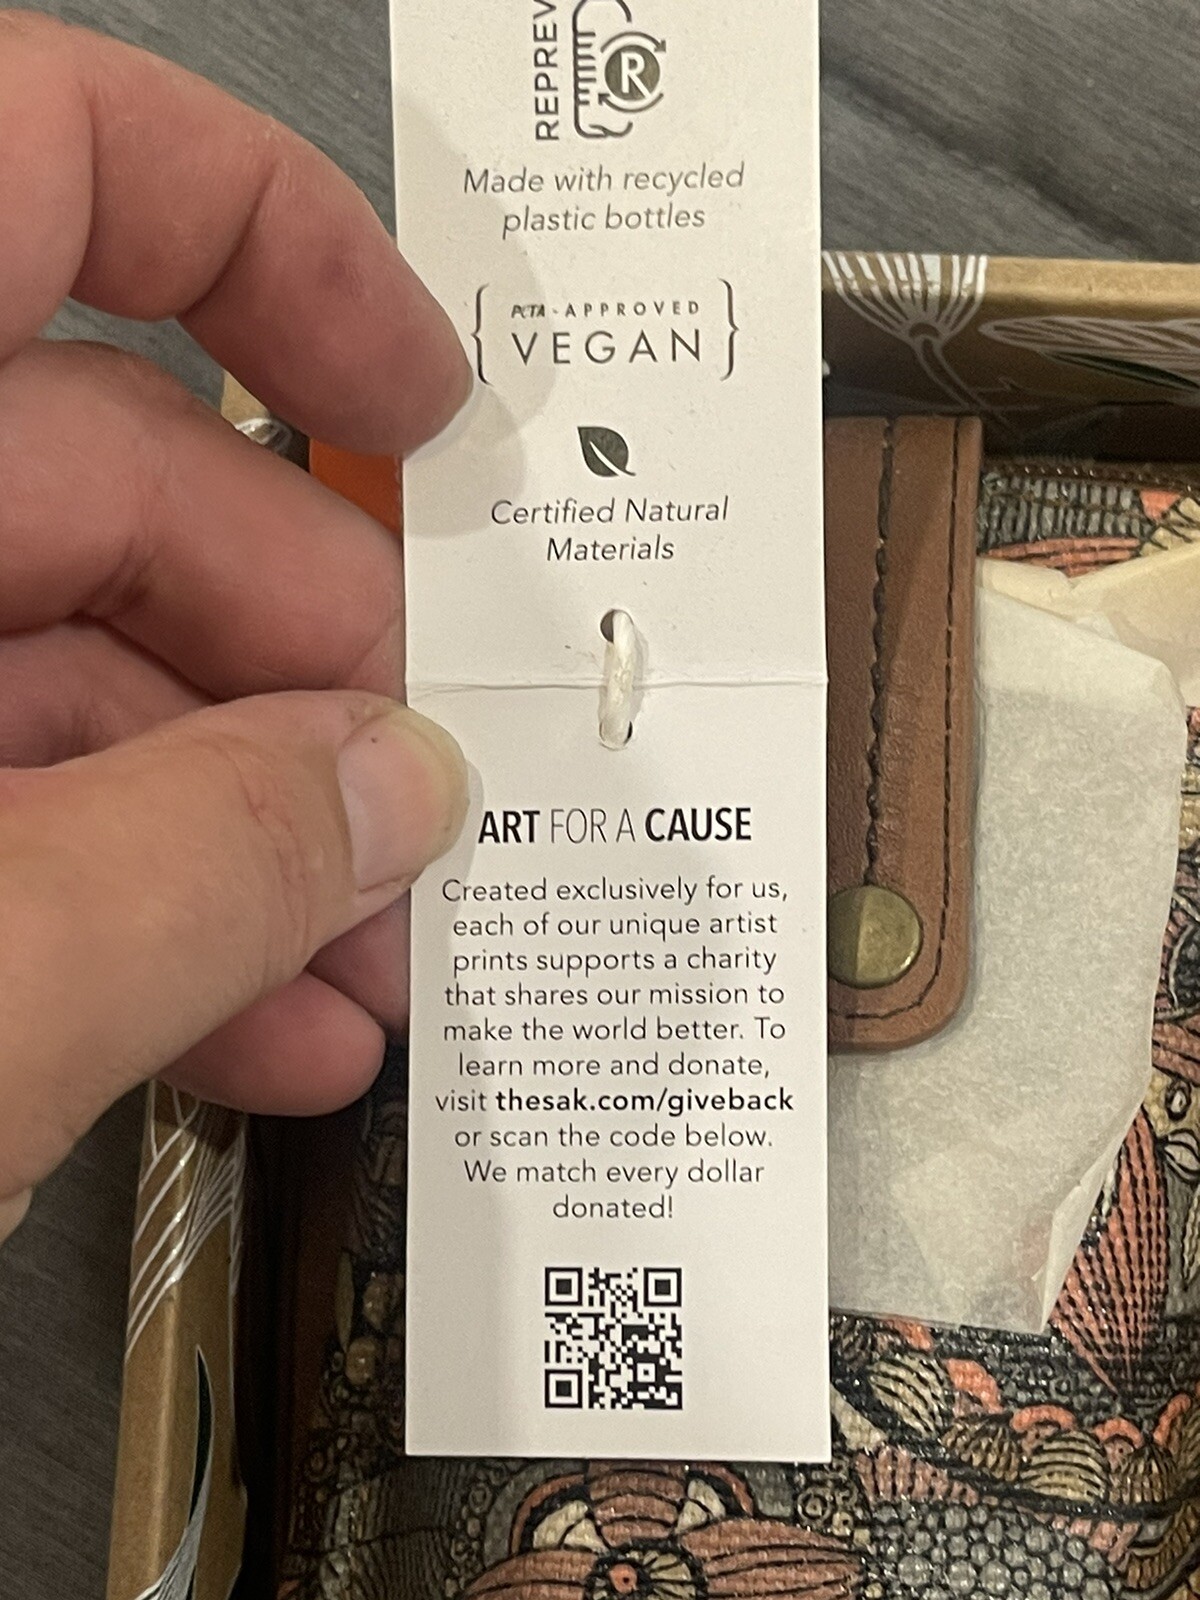 REPREV
R
Made with recycled
plastic bottles
PETA-APPROVED
VEGAN
Certified Natural
Materials
ART FOR A CAUSE
Created exclusively for us,
each of our unique artist
prints supports a charity
that shares our mission to
make the world better. To
learn more and donate,
visit thesak.com/giveback
or scan the code below.
We match every dollar
donated!